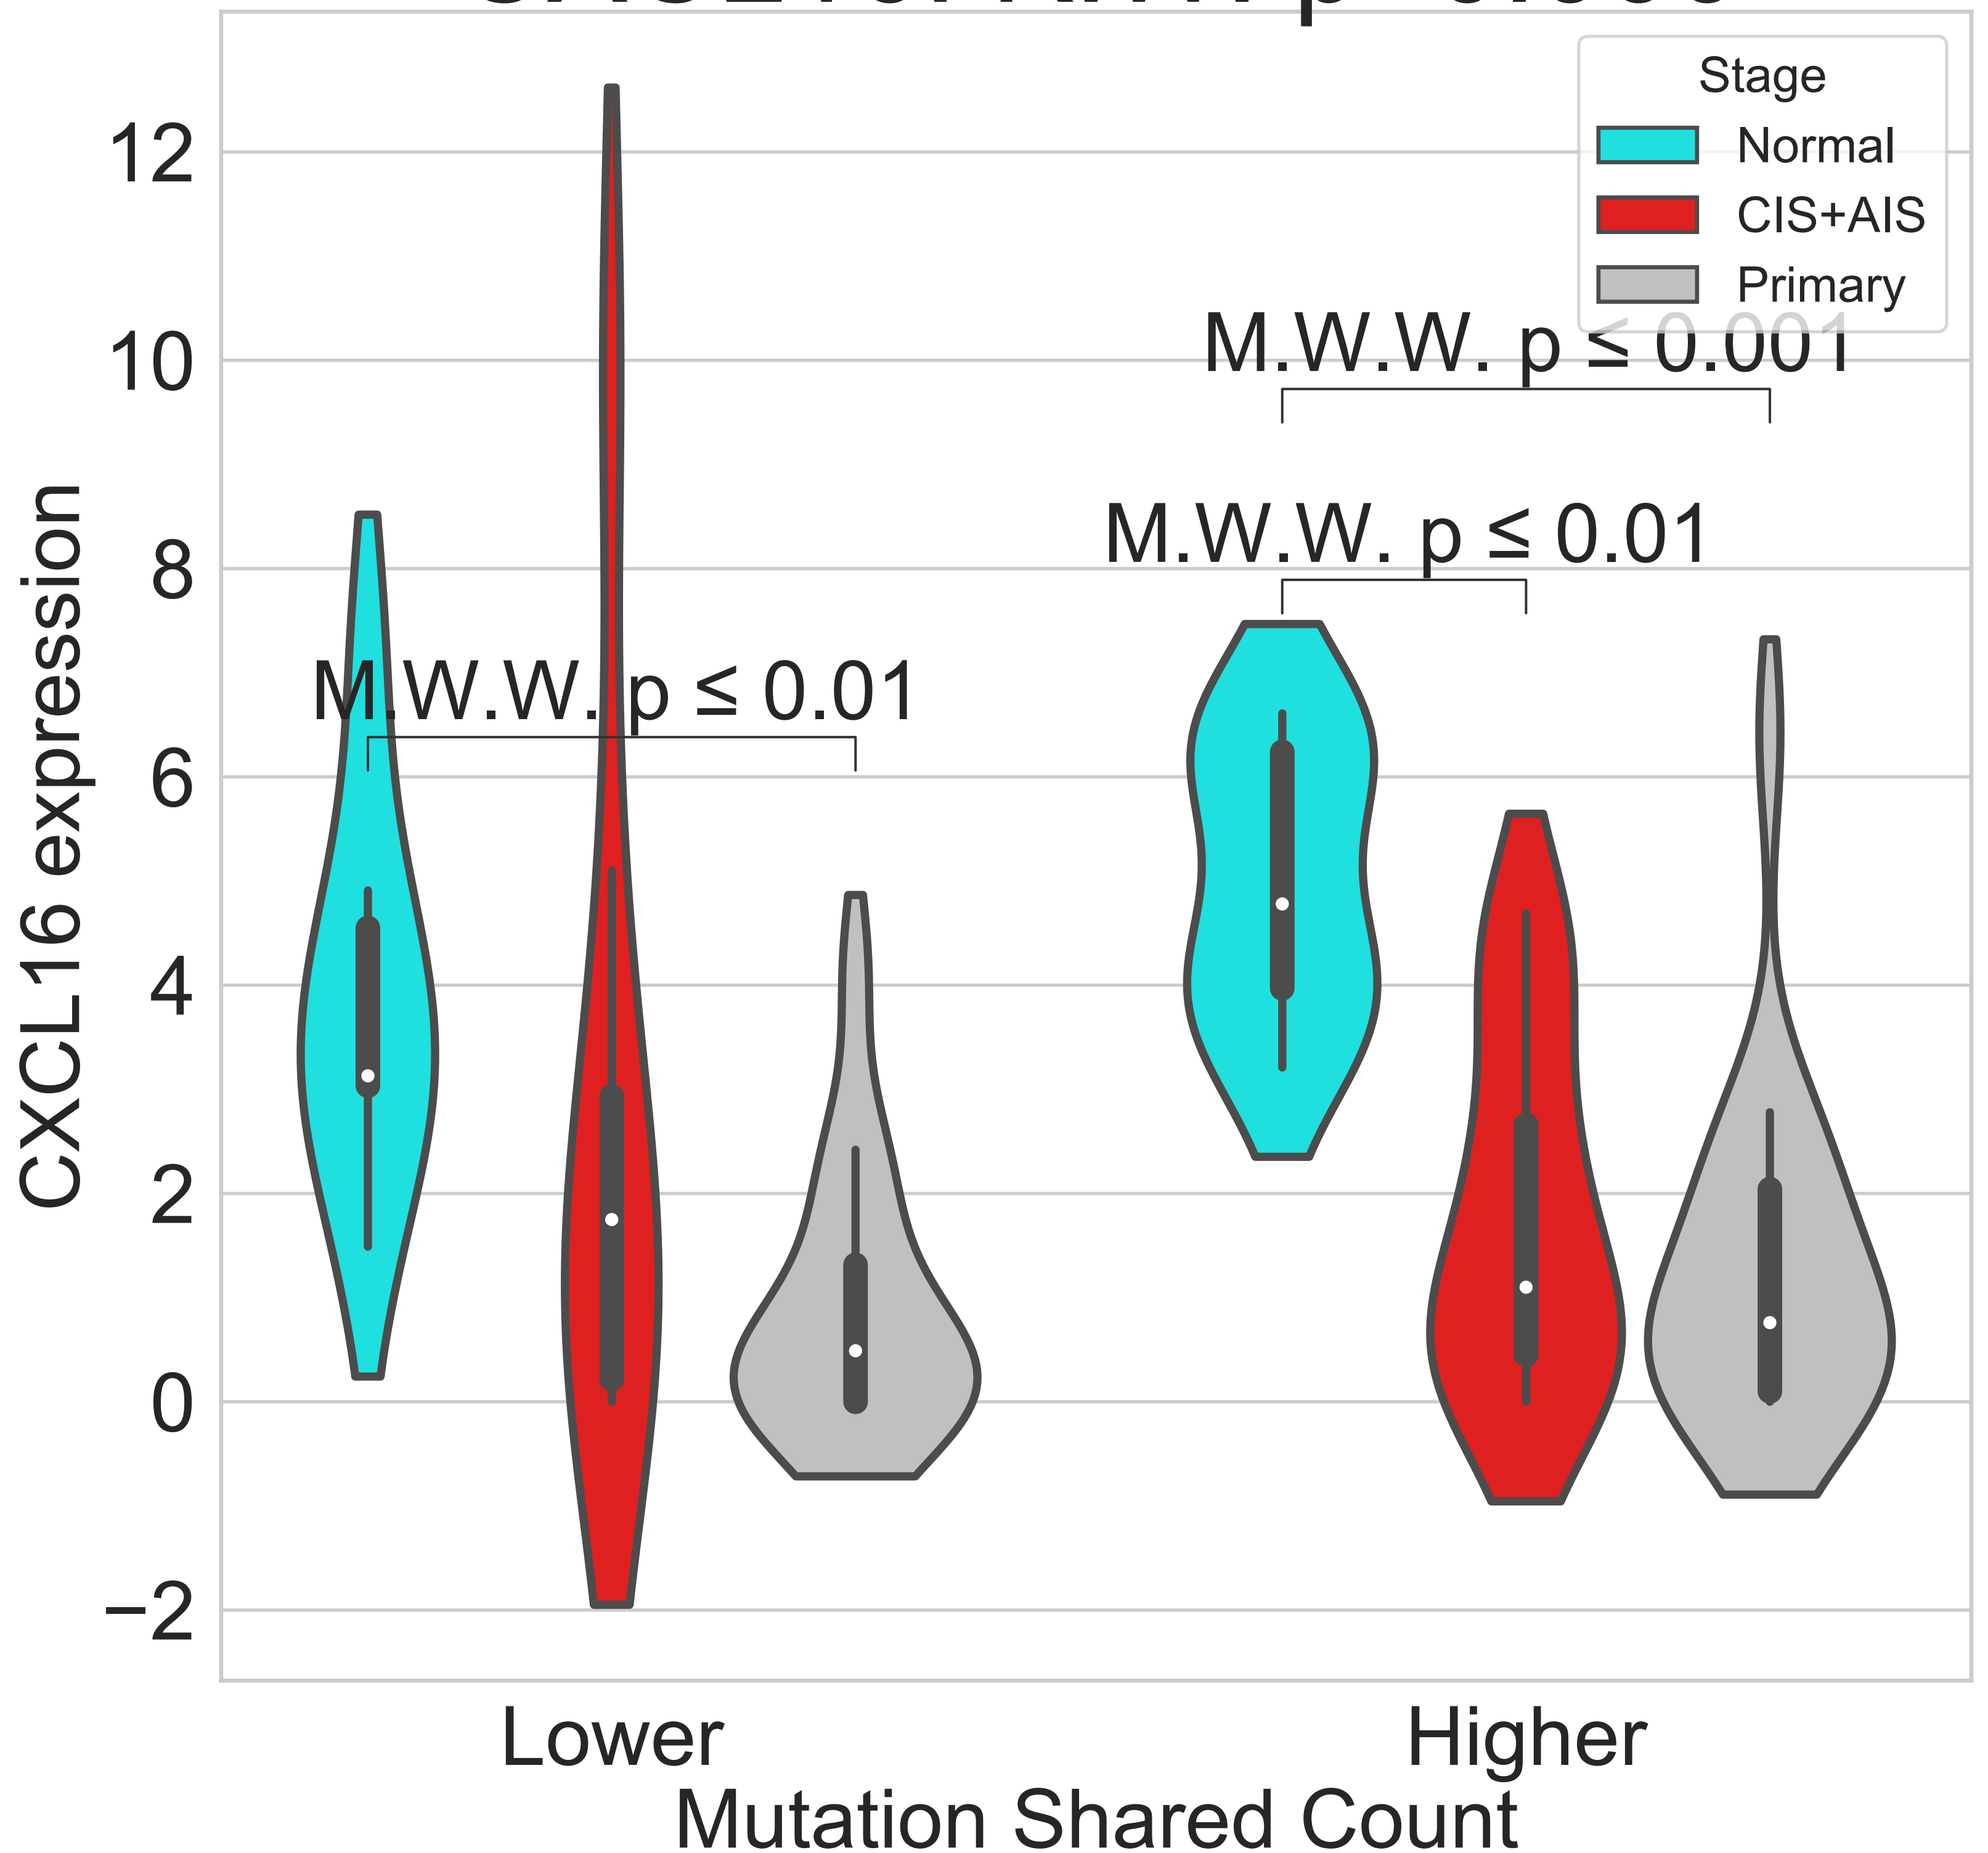 Stage
Normal
CIS+AIS
Primary
12
10
8
6
4
2
0
−2
CXCL16 expression
M.W.W. p ≤ 0.001
M.W.W. p ≤ 0.01
M.W.W. p ≤ 0.01
Lower
Higher
Mutation Shared Count